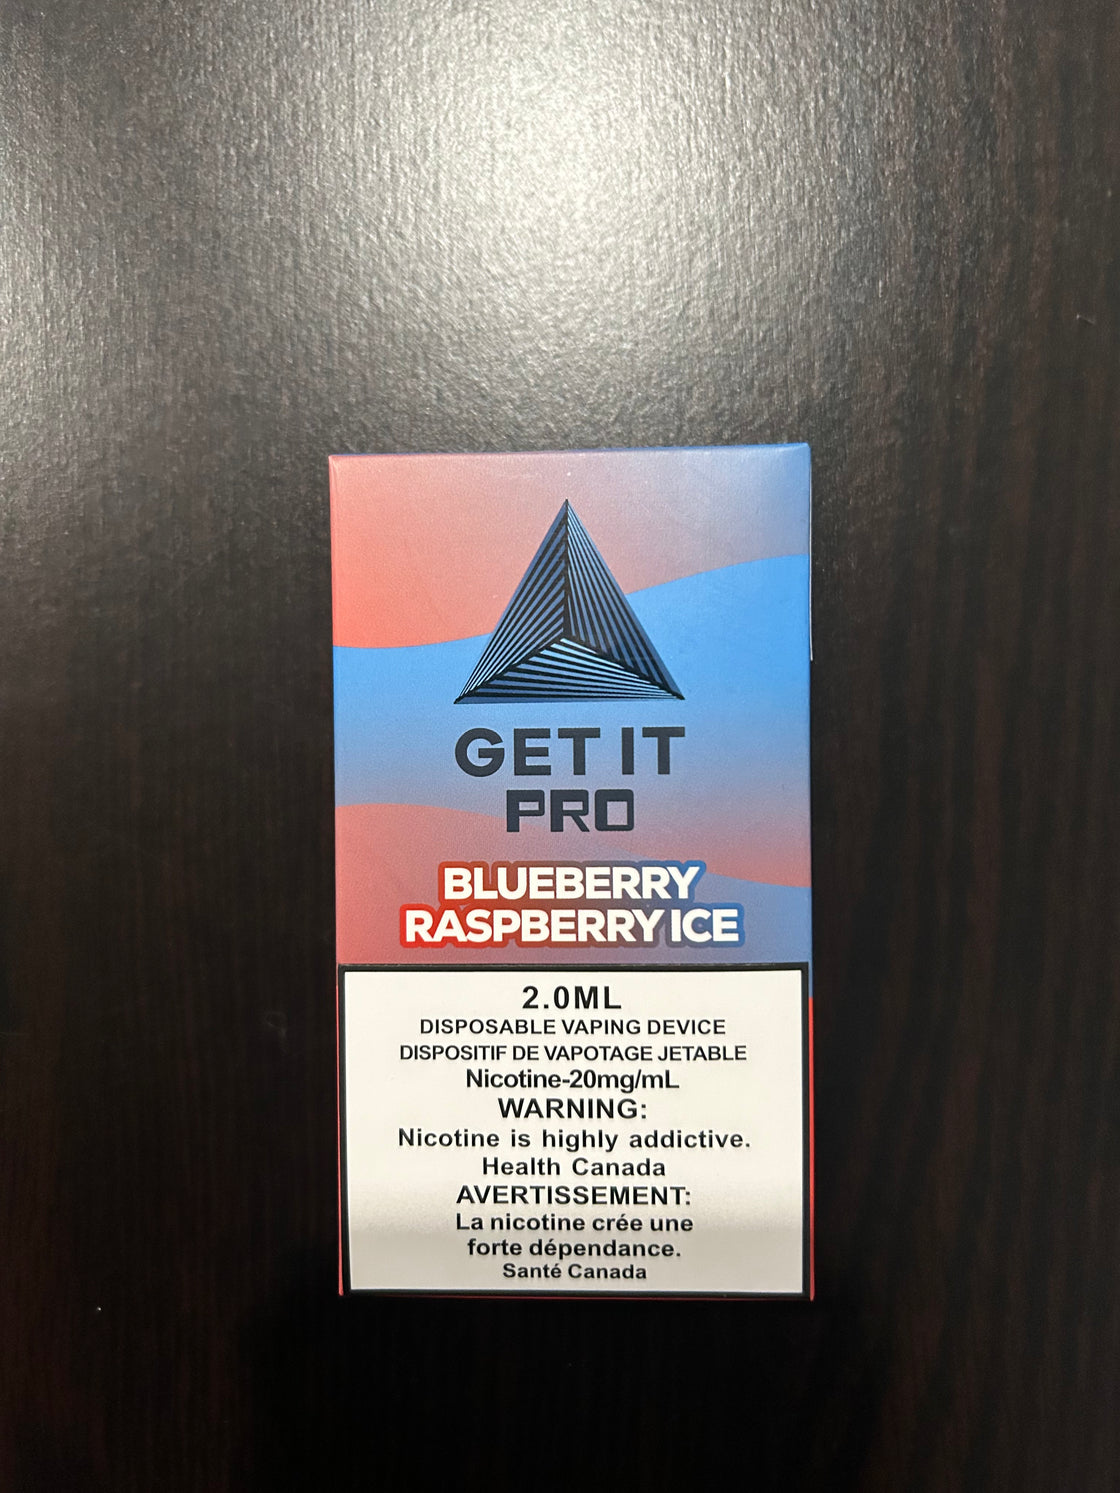 GET IT
PRO
BLUEBERRY
RASPBERRY ICE
2.0ML
DISPOSABLE VAPING DEVICE
DISPOSITIF DE VAPOTAGE JETABLE
Nicotine-20mg/mL
WARNING:
Nicotine is highly addictive.
Health Canada
AVERTISSEMENT:
La nicotine crée une
forte dépendance.
Santé Canada